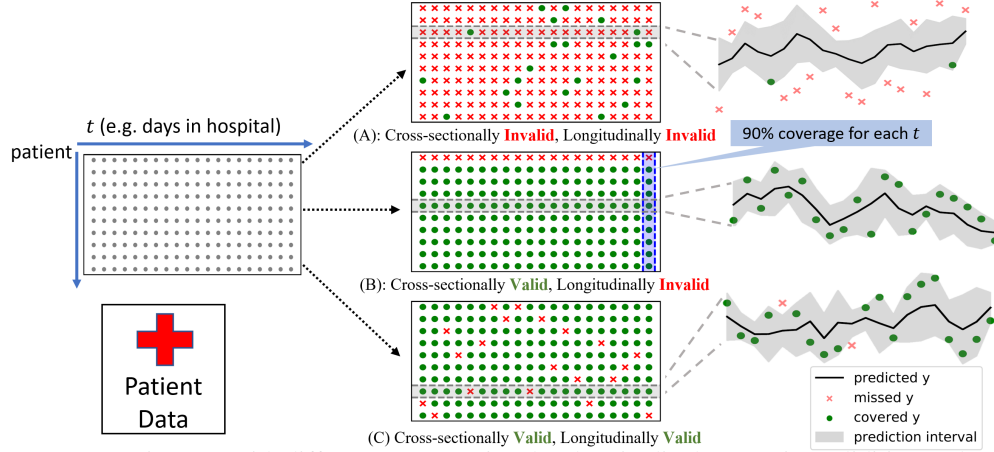 t (e.g. days in hospital)
patient
Patient
Data
(A): Cross-sectionally Invalid, Longitudinally Invalid
90% coverage for each t
(B): Cross-sectionally Valid, Longitudinally Invalid
(C) Cross-sectionally Valid, Longitudinally Valid
predicted y
missed y
covered y
prediction interval